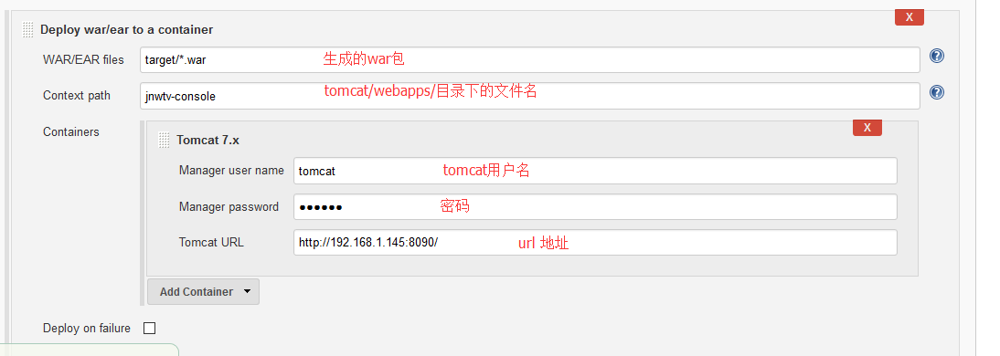 X
Deploy war/ear to a container
WAR/EAR files target/*.war 生成的war包
Context path jnwtv-console tomcat/webapps/目录下的文件名
Containers
X
Tomcat 7.x
Manager user name tomcat tomcat用户名
Manager password ●●●●●● 密码
Tomcat URL http://192.168.1.145:8090/ url 地址
Add Container
Deploy on failure